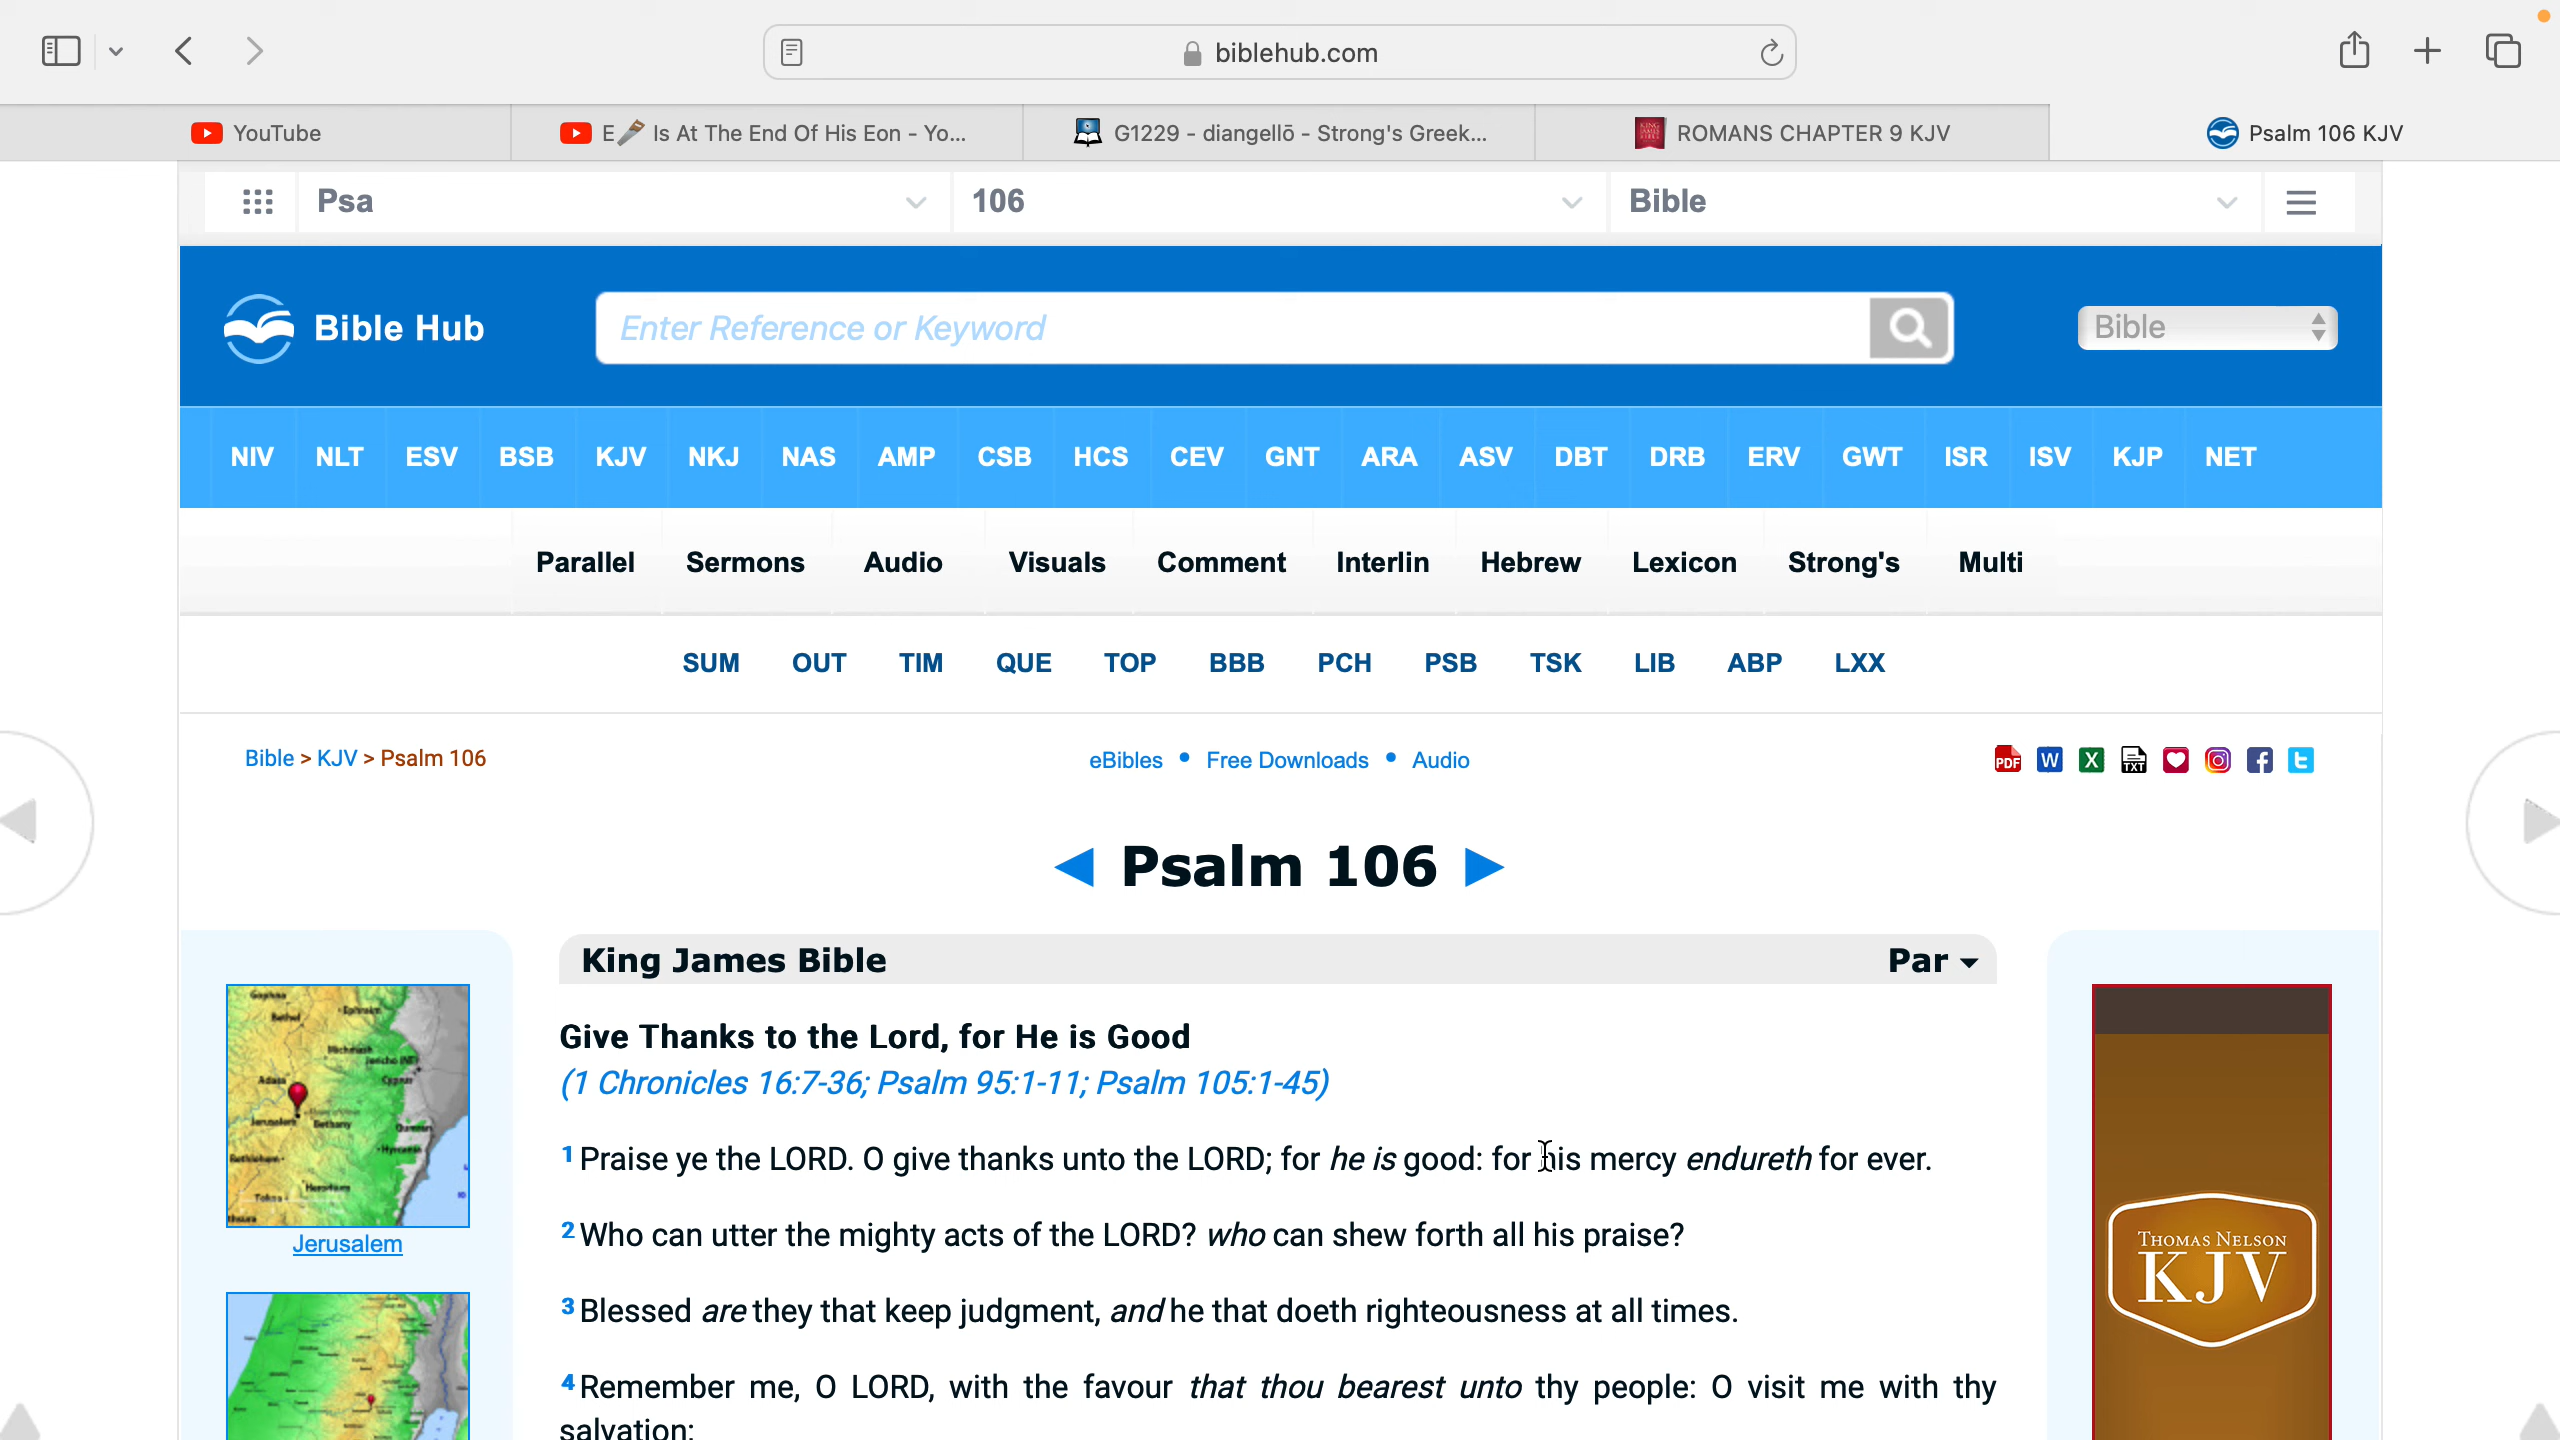 biblehub.com
YouTube
E🪚 Is At The End Of His Eon - Yo...
G1229 - diangellō - Strong's Greek...
ROMANS CHAPTER 9 KJV
Psalm 106 KJV
Psa
106
Bible
Bible Hub
Enter Reference or Keyword
Bible
NIV NLT ESV BSB KJV NKJ NAS AMP CSB HCS CEV GNT ARA ASV DBT DRB ERV GWT ISR ISV KJP NET
Parallel Sermons Audio Visuals Comment Interlin Hebrew Lexicon Strong's Multi
SUM OUT TIM QUE TOP BBB PCH PSB TSK LIB ABP LXX
Bible > KJV > Psalm 106
eBibles • Free Downloads • Audio
PDF W X TXT
◄ Psalm 106 ►
King James Bible
Par
Give Thanks to the Lord, for He is Good
(1 Chronicles 16:7-36; Psalm 95:1-11; Psalm 105:1-45)
1 Praise ye the LORD. O give thanks unto the LORD; for he is good: for his mercy endureth for ever.
2 Who can utter the mighty acts of the LORD? who can shew forth all his praise?
3 Blessed are they that keep judgment, and he that doeth righteousness at all times.
4 Remember me, O LORD, with the favour that thou bearest unto thy people: O visit me with thy
salvation:
Jerusalem
THOMAS NELSON
KJV